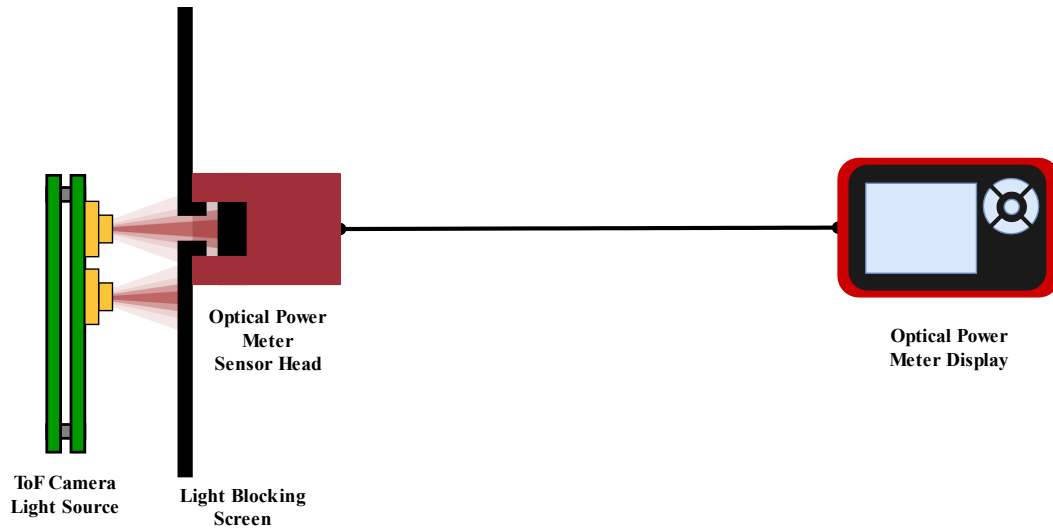 Optical Power
Meter
Sensor Head
Optical Power
Meter Display
ToF Camera
Light Source
Light Blocking
Screen